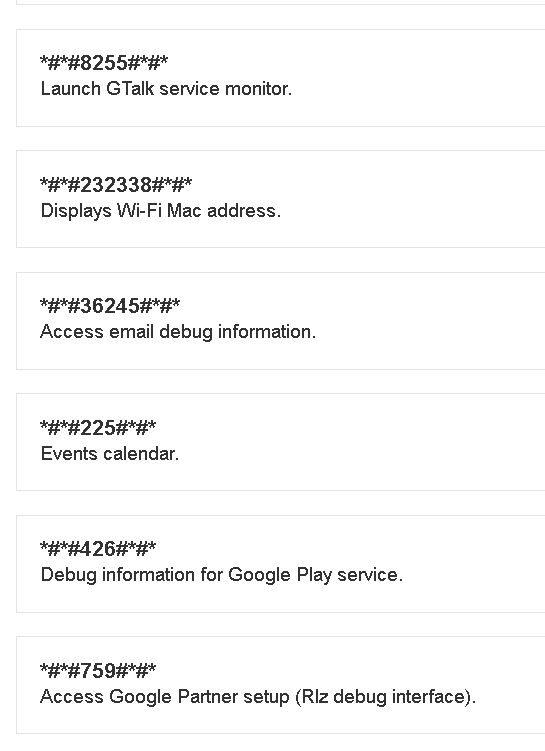 *#*#8255#*#*
Launch GTalk service monitor.
*#*#232338#*#*
Displays Wi-Fi Mac address.
*#*#36245#*#*
Access email debug information.
*#*#225#*#*
Events calendar.
*#*#426#*#*
Debug information for Google Play service.
*#*#759#*#*
Access Google Partner setup (Rlz debug interface).